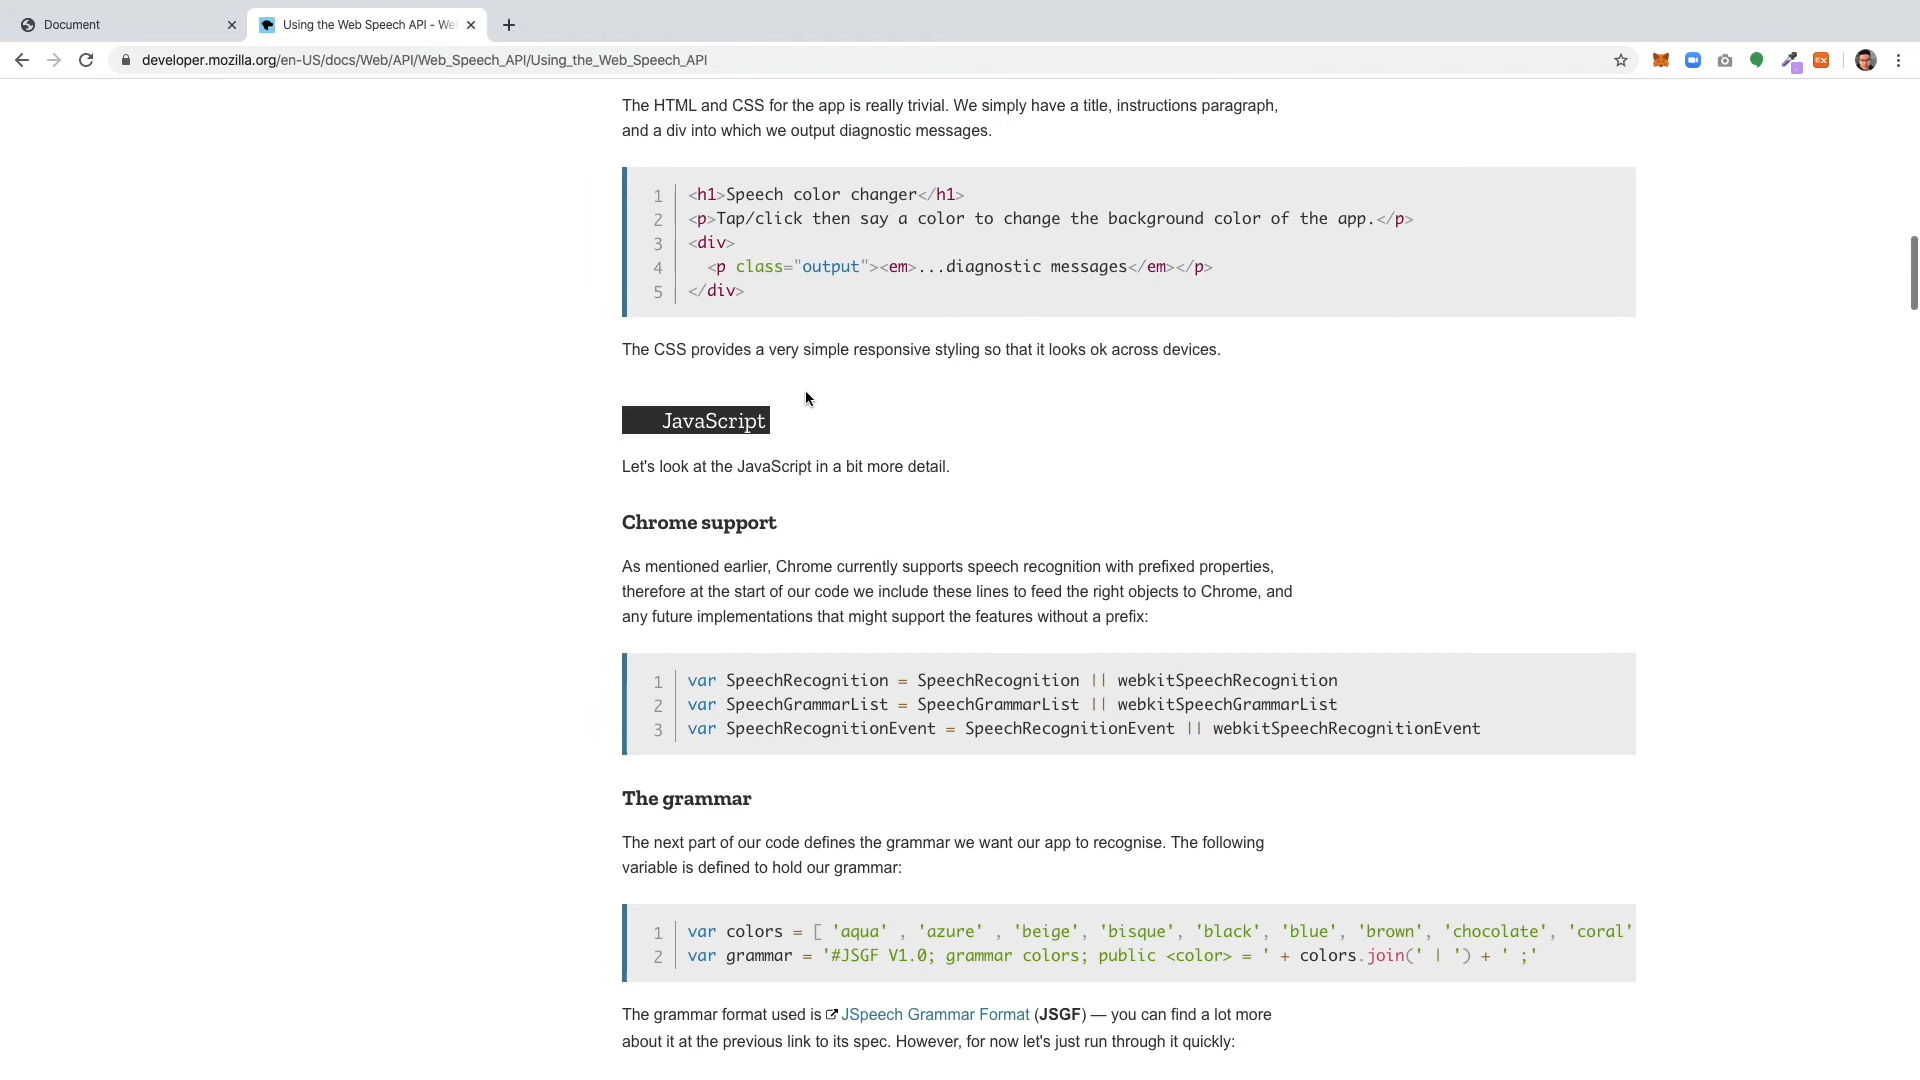 Document
Using the Web Speech API - We
developer.mozilla.org/en-US/docs/Web/API/Web_Speech_API/Using_the_Web_Speech_API
The HTML and CSS for the app is really trivial. We simply have a title, instructions paragraph,
and a div into which we output diagnostic messages.
1 <h1>Speech color changer</h1>
2 <p>Tap/click then say a color to change the background color of the app.</p>
3 <div>
4   <p class="output"><em>...diagnostic messages</em></p>
5 </div>
The CSS provides a very simple responsive styling so that it looks ok across devices.
JavaScript
Let's look at the JavaScript in a bit more detail.
Chrome support
As mentioned earlier, Chrome currently supports speech recognition with prefixed properties,
therefore at the start of our code we include these lines to feed the right objects to Chrome, and
any future implementations that might support the features without a prefix:
1 var SpeechRecognition = SpeechRecognition || webkitSpeechRecognition
2 var SpeechGrammarList = SpeechGrammarList || webkitSpeechGrammarList
3 var SpeechRecognitionEvent = SpeechRecognitionEvent || webkitSpeechRecognitionEvent
The grammar
The next part of our code defines the grammar we want our app to recognise. The following
variable is defined to hold our grammar:
1 var colors = [ 'aqua' , 'azure' , 'beige', 'bisque', 'black', 'blue', 'brown', 'chocolate', 'coral'
2 var grammar = '#JSGF V1.0; grammar colors; public <color> = ' + colors.join(' | ') + ' ;'
The grammar format used is JSpeech Grammar Format (JSGF) — you can find a lot more
about it at the previous link to its spec. However, for now let's just run through it quickly: